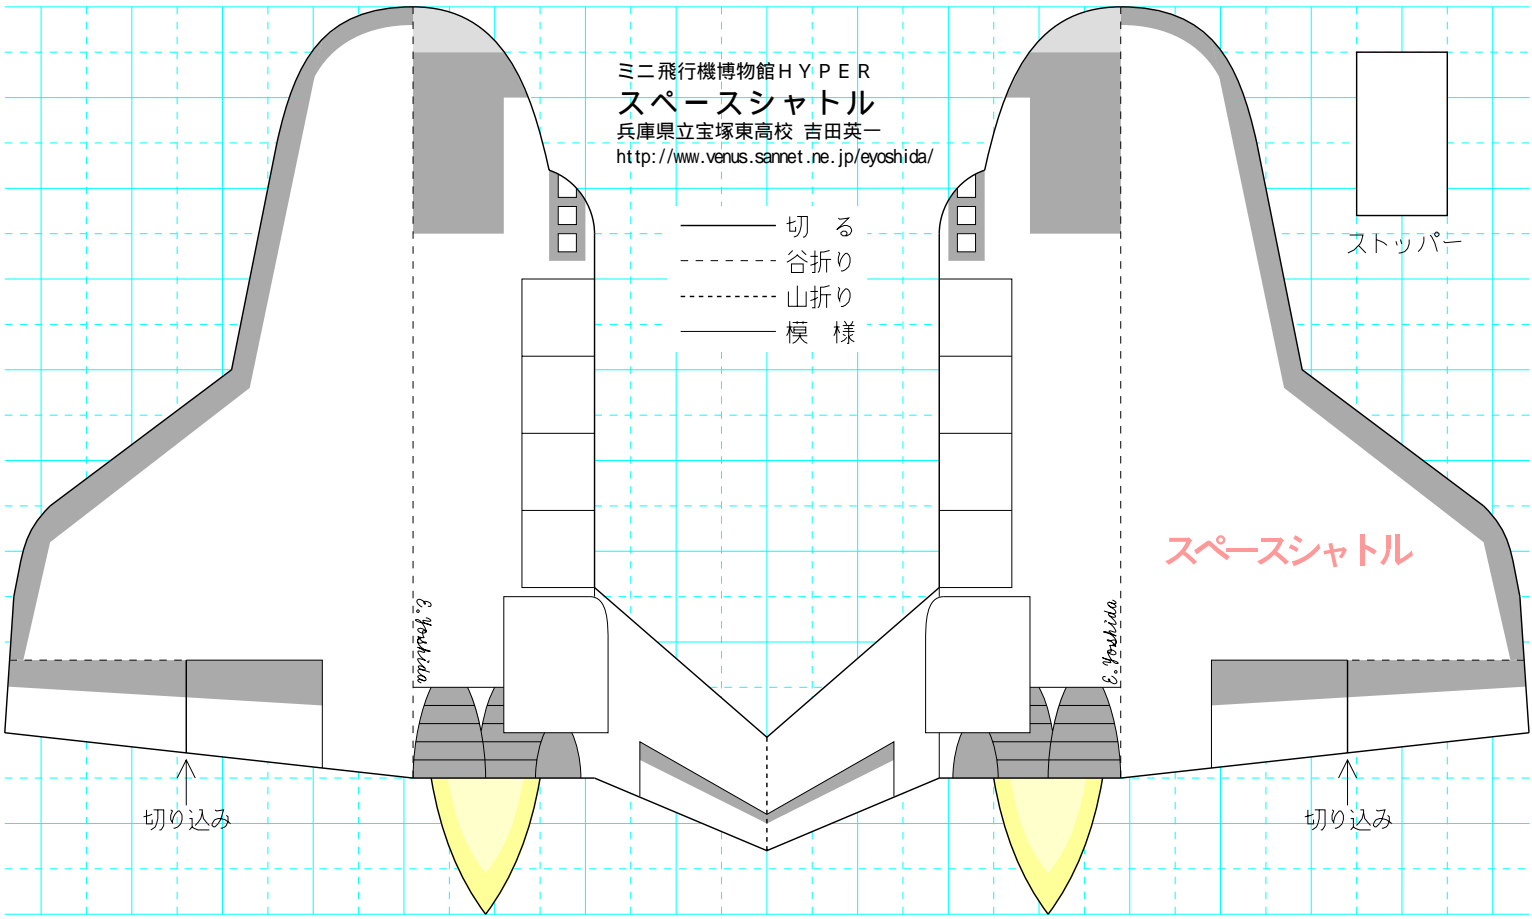 ミニ飛行機博物館ＨＹＰＥＲ
スペースシャトル
兵庫県立宝塚東高校 吉田英一
http://www.venus.sannet.ne.jp/eyoshida/
切　る
谷折り
山折り
模　様
ストッパー
スペースシャトル
E.Yoshida
E.Yoshida
切り込み
切り込み